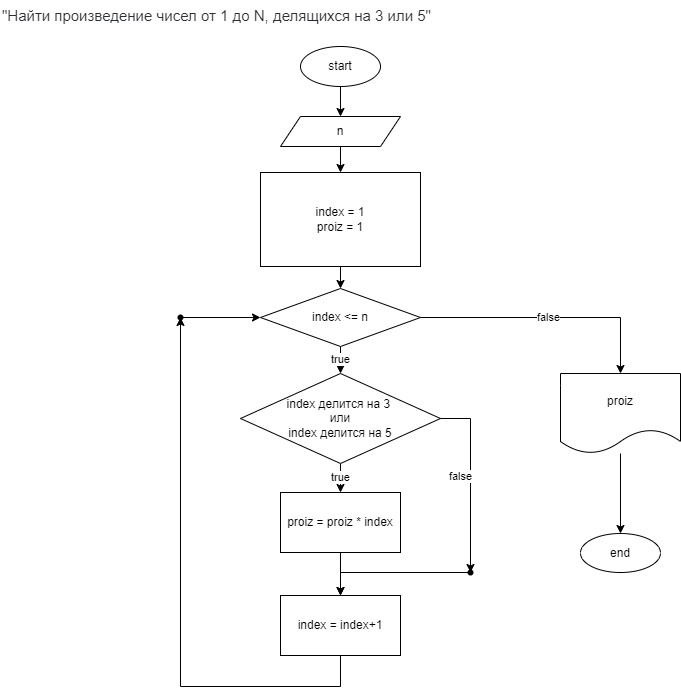 "Найти произведение чисел от 1 до N, делящихся на 3 или 5"
start
n
index = 1
proiz = 1
index <= n
false
true
index делится на 3
или
index делится на 5
proiz
true
false
proiz = proiz * index
end
index = index+1